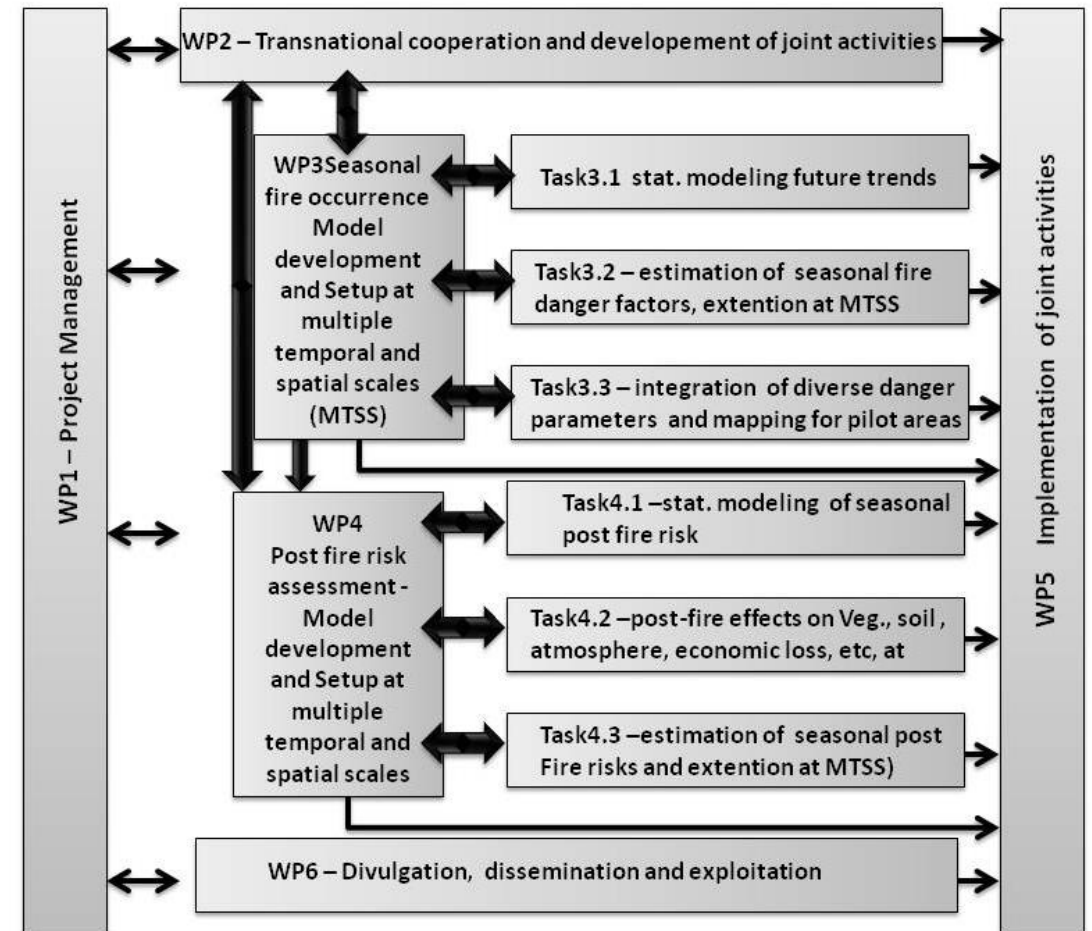 WP1 – Project Management
WP2 – Transnational cooperation and developement of joint activities
WP3Seasonal
fire occurrence
Model
development
and Setup at
multiple
temporal and
spatial scales
(MTSS)
Task3.1 stat. modeling future trends
Task3.2 – estimation of seasonal fire
danger factors, extention at MTSS
Task3.3 – integration of diverse danger
parameters and mapping for pilot areas
WP4
Post fire risk
assessment -
Model
development
and Setup at
multiple
temporal and
spatial scales
Task4.1 –stat. modeling of seasonal
post fire risk
Task4.2 –post-fire effects on Veg., soil ,
atmosphere, economic loss, etc, at
Task4.3 –estimation of seasonal post
Fire risks and extention at MTSS)
WP6 – Divulgation, dissemination and exploitation
WP5 Implementation of joint activities